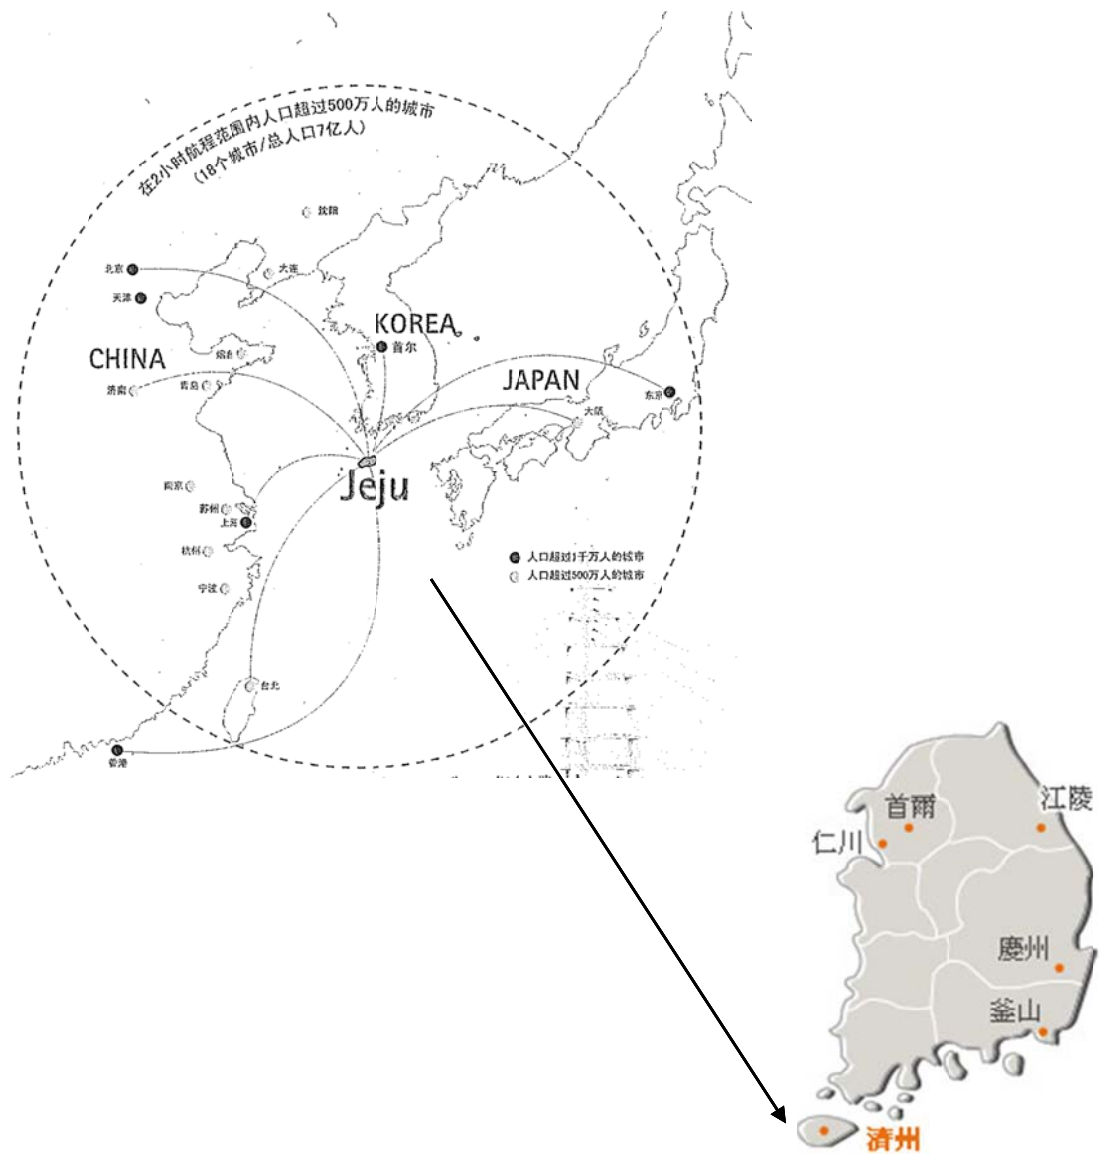 在2小时航程范围内人口超过500万人的城市
(18个城市/总人口7亿人)
沈阳
北京
大连
天津
KOREA
首尔
CHINA
烟台
JAPAN
济南
青岛
东京
大阪
Jeju
南京
苏州
上海
杭州
宁波
人口超过1千万人的城市
人口超过500万人的城市
台北
香港
首爾
江陵
仁川
慶州
釜山
濟州